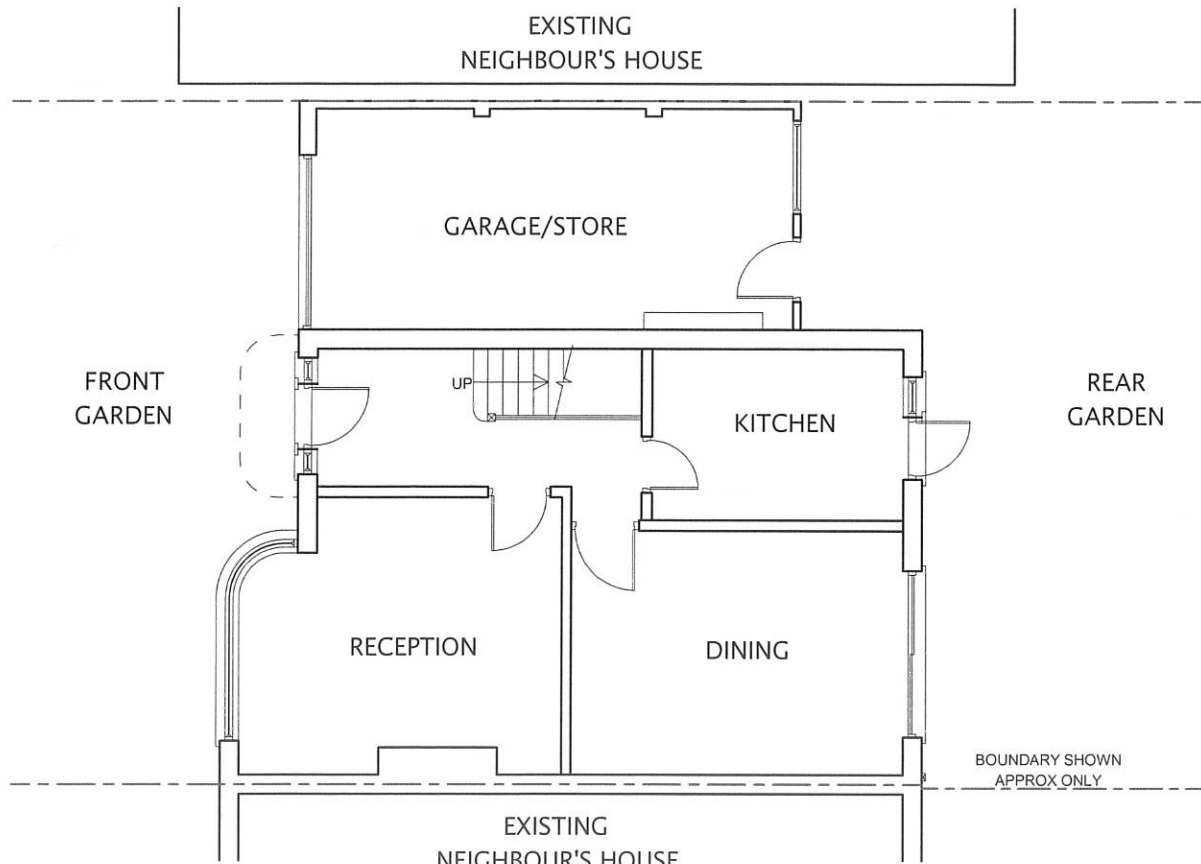 EXISTING
NEIGHBOUR'S HOUSE
GARAGE/STORE
FRONT
GARDEN
UP
KITCHEN
REAR
GARDEN
RECEPTION
DINING
BOUNDARY SHOWN
APPROX ONLY
EXISTING
NEIGHBOUR'S HOUSE